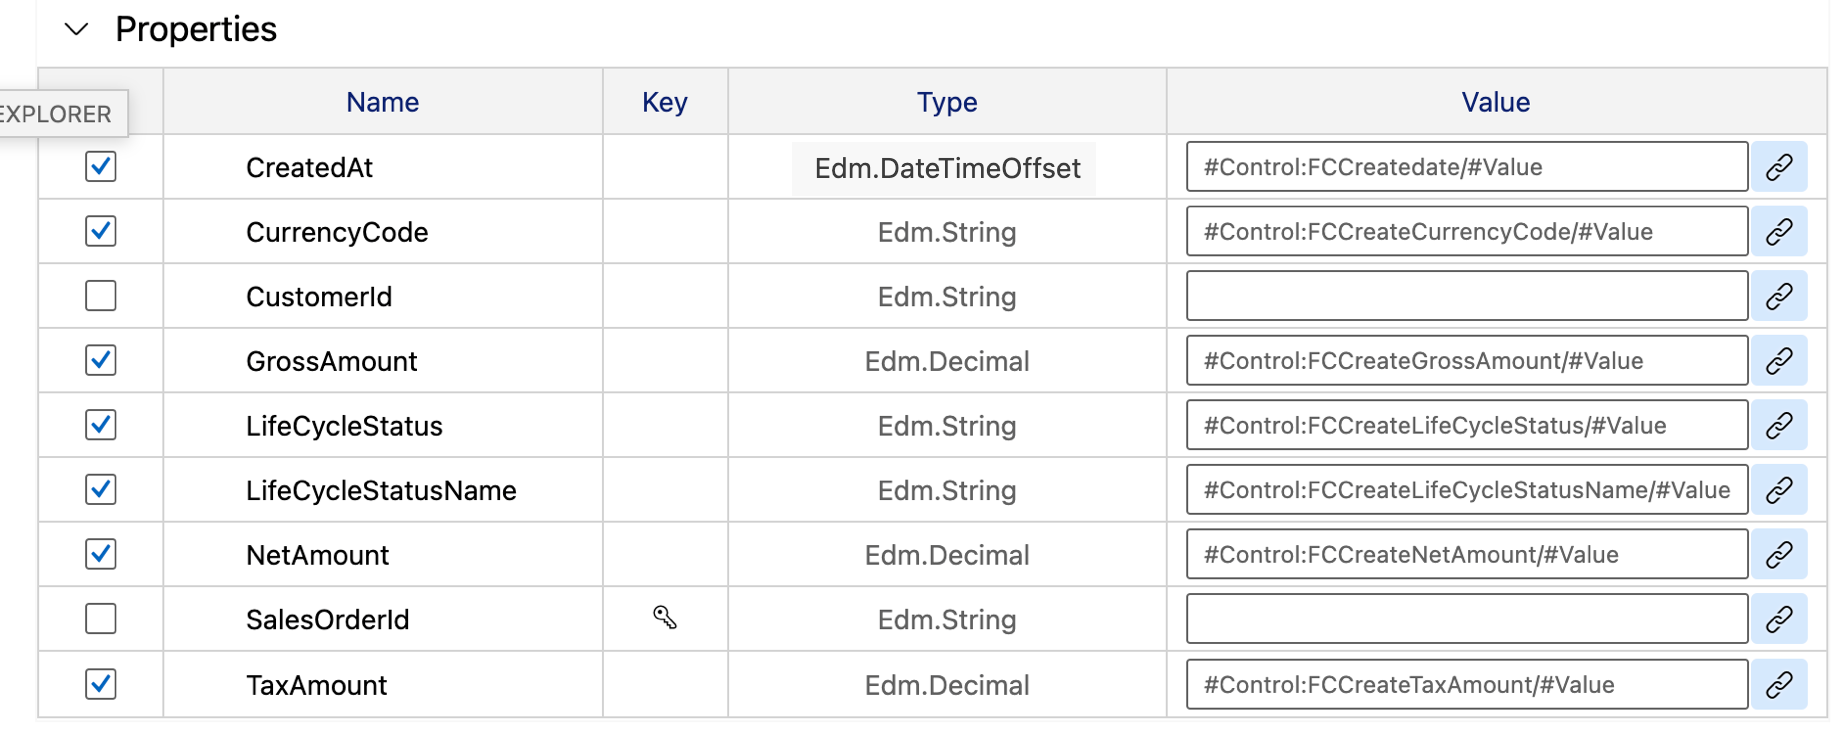 Properties
EXPLORER
Name Key Type Value
CreatedAt Edm.DateTimeOffset #Control:FCCreatedate/#Value
CurrencyCode Edm.String #Control:FCCreateCurrencyCode/#Value
CustomerId Edm.String
GrossAmount Edm.Decimal #Control:FCCreateGrossAmount/#Value
LifeCycleStatus Edm.String #Control:FCCreateLifeCycleStatus/#Value
LifeCycleStatusName Edm.String #Control:FCCreateLifeCycleStatusName/#Value
NetAmount Edm.Decimal #Control:FCCreateNetAmount/#Value
SalesOrderId Edm.String
TaxAmount Edm.Decimal #Control:FCCreateTaxAmount/#Value